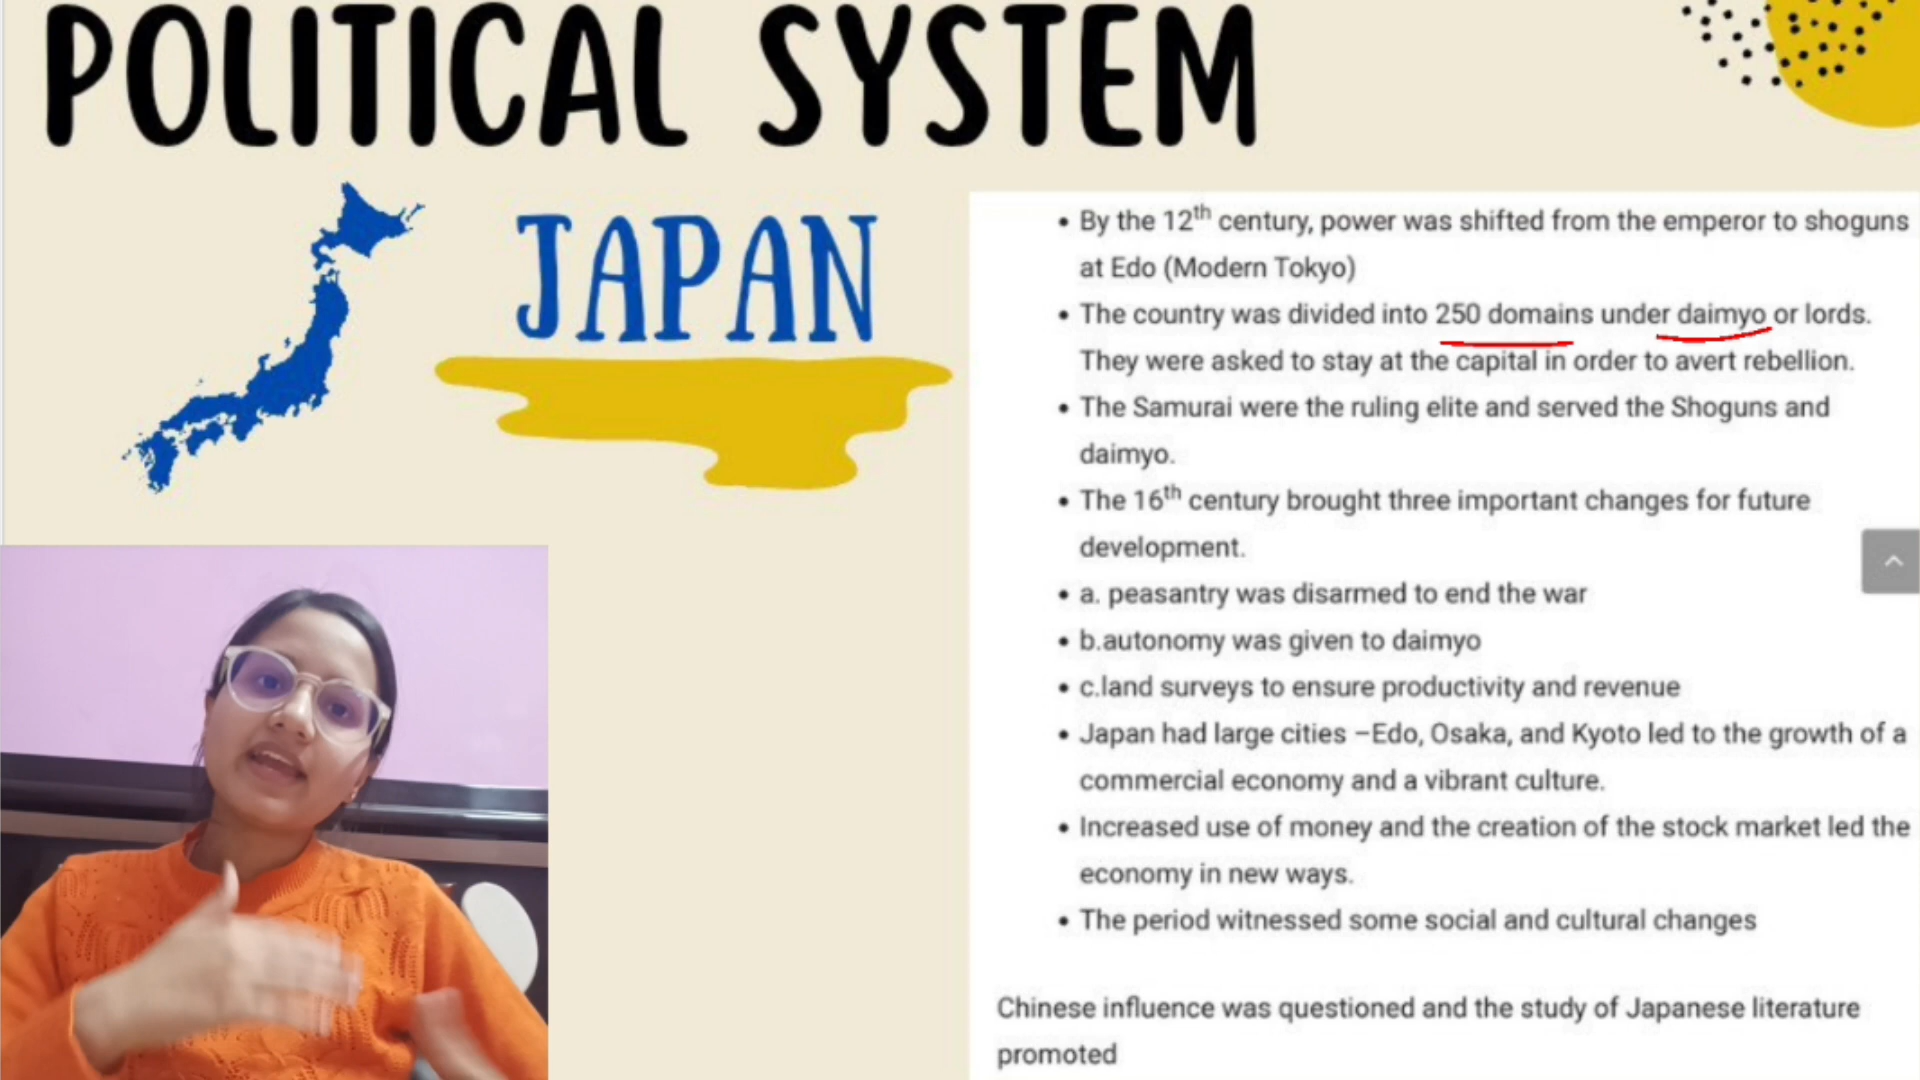 POLITICAL SYSTEM
JAPAN
• By the 12th century, power was shifted from the emperor to shoguns
at Edo (Modern Tokyo)
• The country was divided into 250 domains under daimyo or lords.
They were asked to stay at the capital in order to avert rebellion.
• The Samurai were the ruling elite and served the Shoguns and
daimyo.
• The 16th century brought three important changes for future
development.
• a. peasantry was disarmed to end the war
• b.autonomy was given to daimyo
• c.land surveys to ensure productivity and revenue
• Japan had large cities –Edo, Osaka, and Kyoto led to the growth of a
commercial economy and a vibrant culture.
• Increased use of money and the creation of the stock market led the
economy in new ways.
• The period witnessed some social and cultural changes
Chinese influence was questioned and the study of Japanese literature
promoted